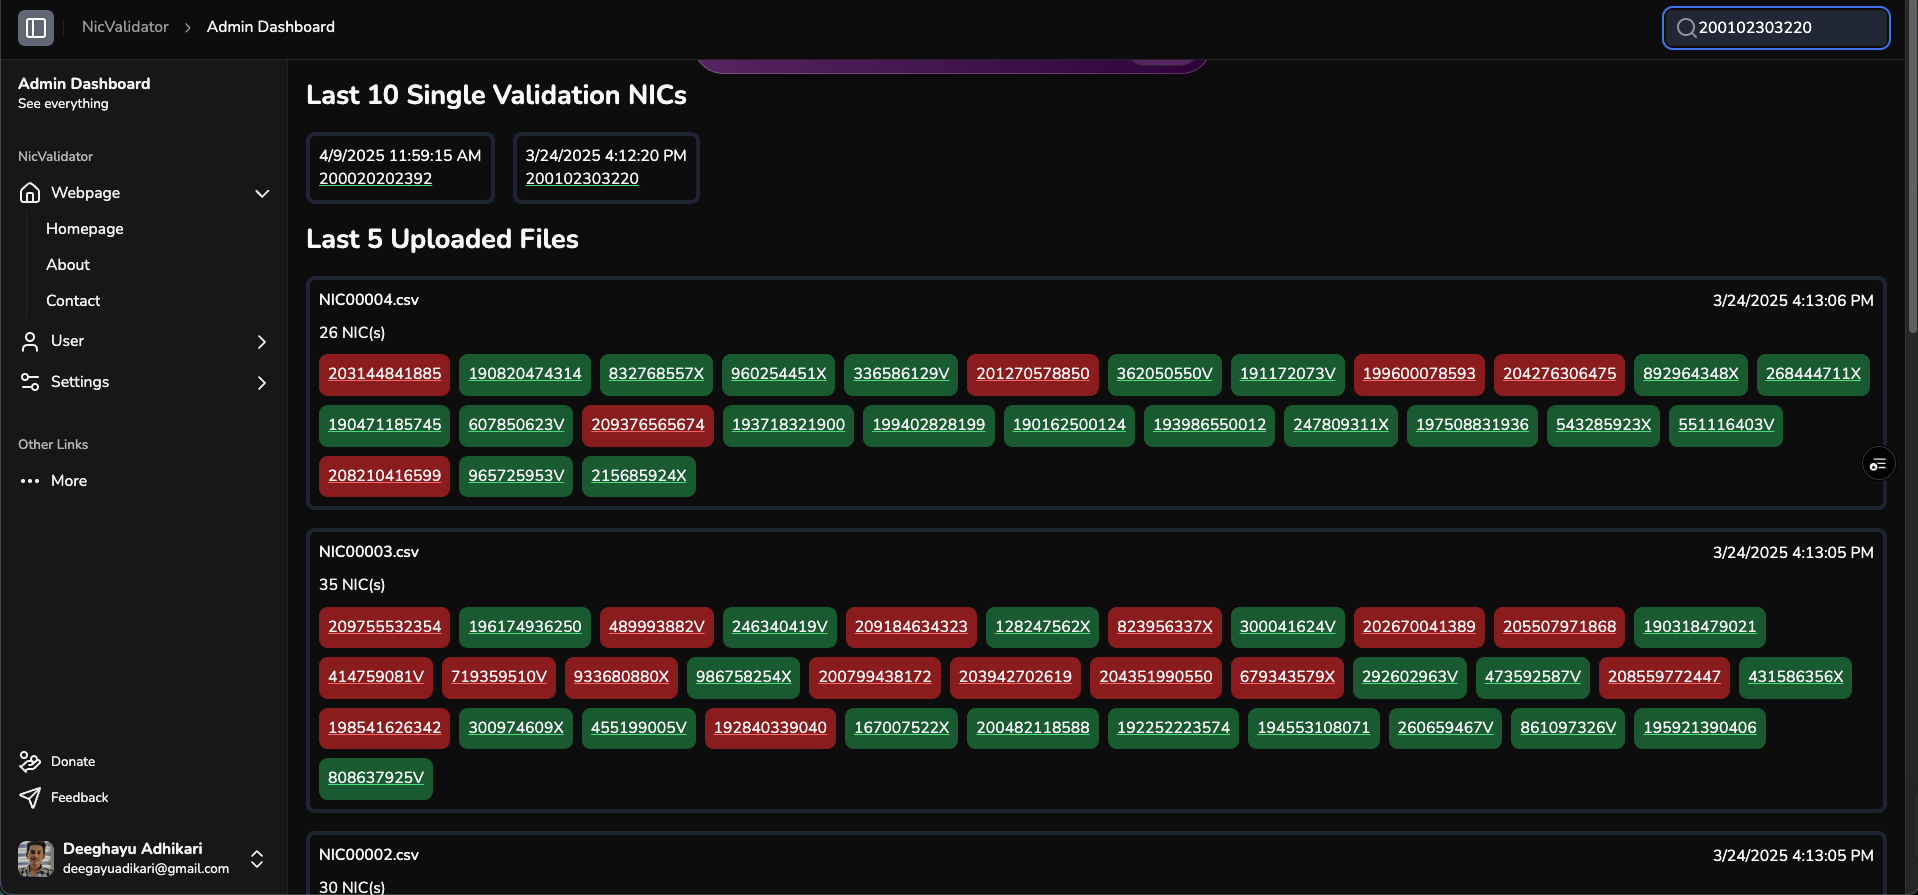 NicValidator > Admin Dashboard
200102303220
Admin Dashboard
See everything
NicValidator
Webpage
Homepage
About
Contact
User
Settings
Other Links
More
Donate
Feedback
Deeghayu Adhikari
deegayuadikari@gmail.com
Last 10 Single Validation NICs
4/9/2025 11:59:15 AM
200020202392
3/24/2025 4:12:20 PM
200102303220
Last 5 Uploaded Files
NIC00004.csv 3/24/2025 4:13:06 PM
26 NIC(s)
203144841885 190820474314 832768557X 960254451X 336586129V 201270578850 362050550V 191172073V 199600078593 204276306475 892964348X 268444711X
190471185745 607850623V 209376565674 193718321900 199402828199 190162500124 193986550012 247809311X 197508831936 543285923X 551116403V
208210416599 965725953V 215685924X
NIC00003.csv 3/24/2025 4:13:05 PM
35 NIC(s)
209755532354 196174936250 489993882V 246340419V 209184634323 128247562X 823956337X 300041624V 202670041389 205507971868 190318479021
414759081V 719359510V 933680880X 986758254X 200799438172 203942702619 204351990550 679343579X 292602963V 473592587V 208559772447 431586356X
198541626342 300974609X 455199005V 192840339040 167007522X 200482118588 192252223574 194553108071 260659467V 861097326V 195921390406
808637925V
NIC00002.csv 3/24/2025 4:13:05 PM
30 NIC(s)